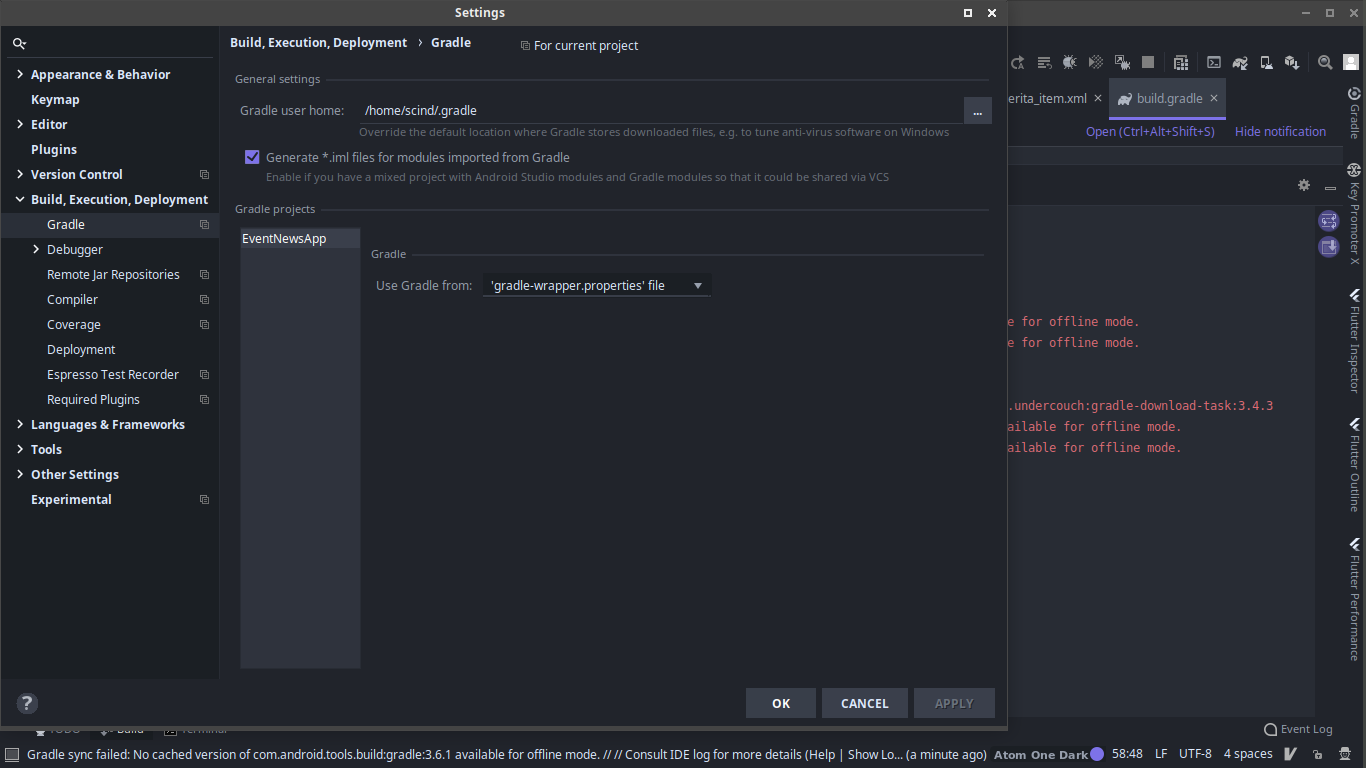 Settings
Build, Execution, Deployment › Gradle
For current project
Appearance & Behavior
Keymap
Editor
Plugins
Version Control
Build, Execution, Deployment
Gradle
Debugger
Remote Jar Repositories
Compiler
Coverage
Deployment
Espresso Test Recorder
Required Plugins
Languages & Frameworks
Tools
Other Settings
Experimental
General settings
Gradle user home: /home/scind/.gradle ...
Override the default location where Gradle stores downloaded files, e.g. to tune anti-virus software on Windows
Generate *.iml files for modules imported from Gradle
Enable if you have a mixed project with Android Studio modules and Gradle modules so that it could be shared via VCS
Gradle projects
EventNewsApp
Gradle
Use Gradle from: 'gradle-wrapper.properties' file
?
OK CANCEL APPLY
erita_item.xml build.gradle
Open (Ctrl+Alt+Shift+S) Hide notification
e for offline mode.
e for offline mode.
.undercouch:gradle-download-task:3.4.3
ailable for offline mode.
ailable for offline mode.
Gradle
Key Promoter X
Flutter Inspector
Flutter Outline
Flutter Performance
TODO Build Terminal
Event Log
Gradle sync failed: No cached version of com.android.tools.build:gradle:3.6.1 available for offline mode. // // Consult IDE log for more details (Help | Show Lo... (a minute ago) Atom One Dark 58:48 LF UTF-8 4 spaces